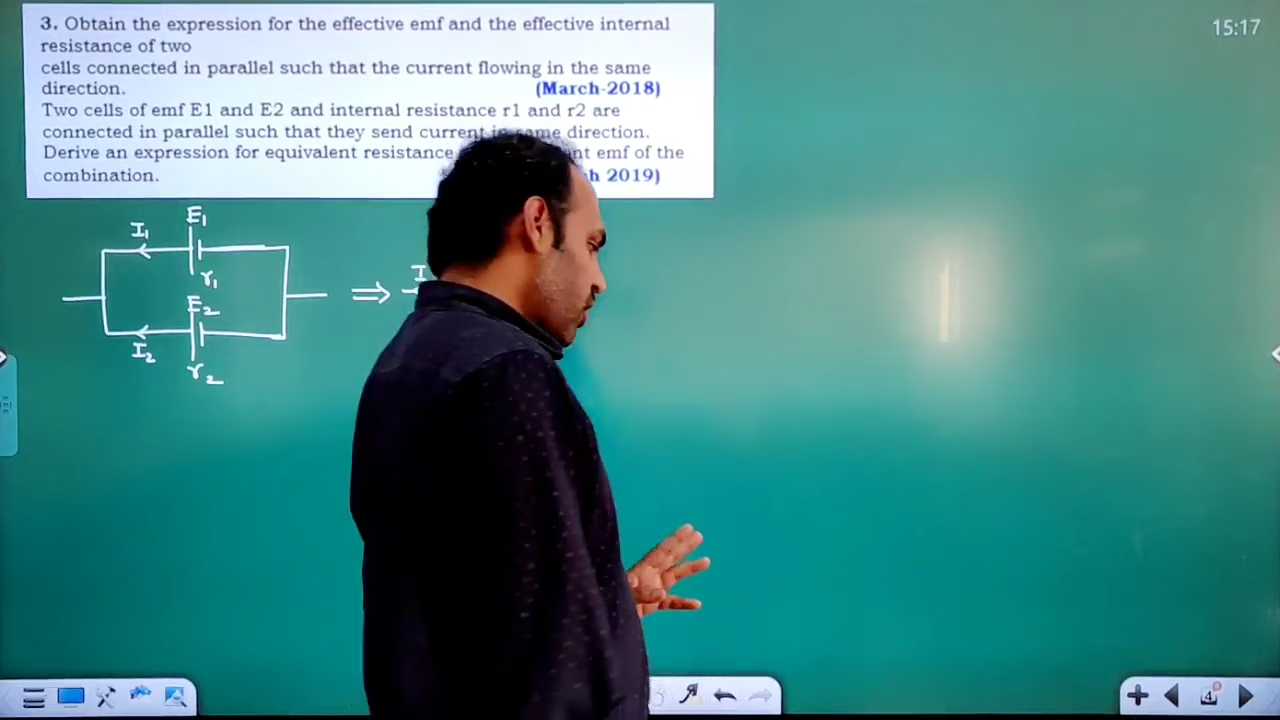 3. Obtain the expression for the effective emf and the effective internal
resistance of two
cells connected in parallel such that the current flowing in the same
direction. (March-2018)
Two cells of emf E1 and E2 and internal resistance r1 and r2 are
connected in parallel such that they send current same direction.
Derive an expression for equivalent resistance emf of the
combination. 2019)
15:17
E₁
I₁
r₁
E₂
I₂
r₂
⇒ I
4